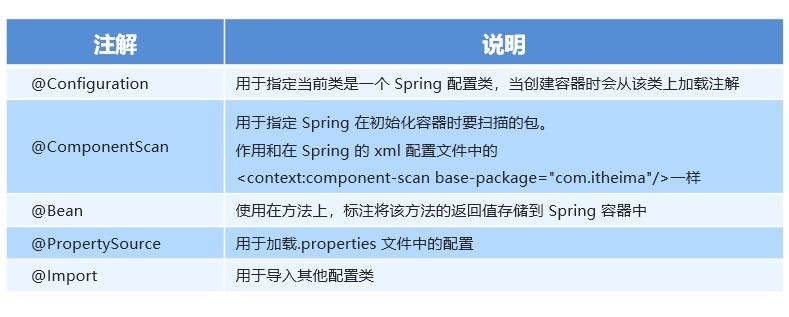 注解 说明
@Configuration 用于指定当前类是一个 Spring 配置类，当创建容器时会从该类上加载注解
@ComponentScan 用于指定 Spring 在初始化容器时要扫描的包。
作用和在 Spring 的 xml 配置文件中的
<context:component-scan base-package="com.itheima"/>一样
@Bean 使用在方法上，标注将该方法的返回值存储到 Spring 容器中
@PropertySource 用于加载.properties 文件中的配置
@Import 用于导入其他配置类